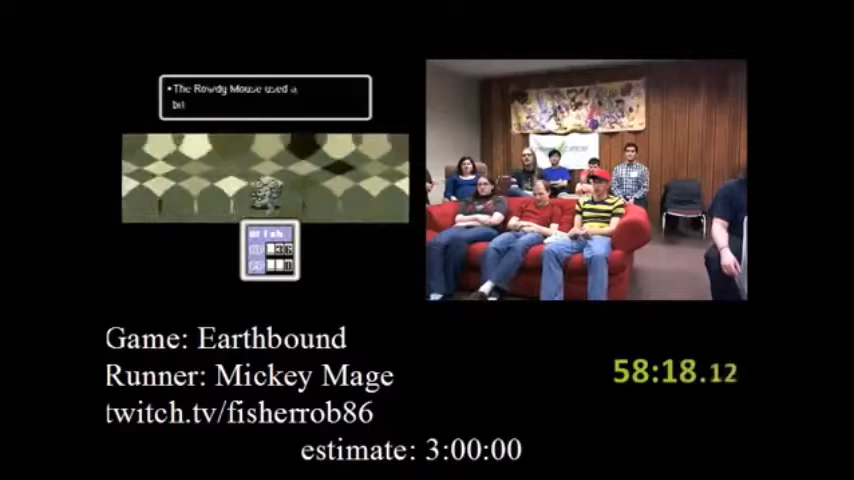 •The Rowdy Mouse used a
Game: Earthbound
Runner: Mickey Mage
twitch.tv/fisherrob86
58:18.12
estimate: 3:00:00